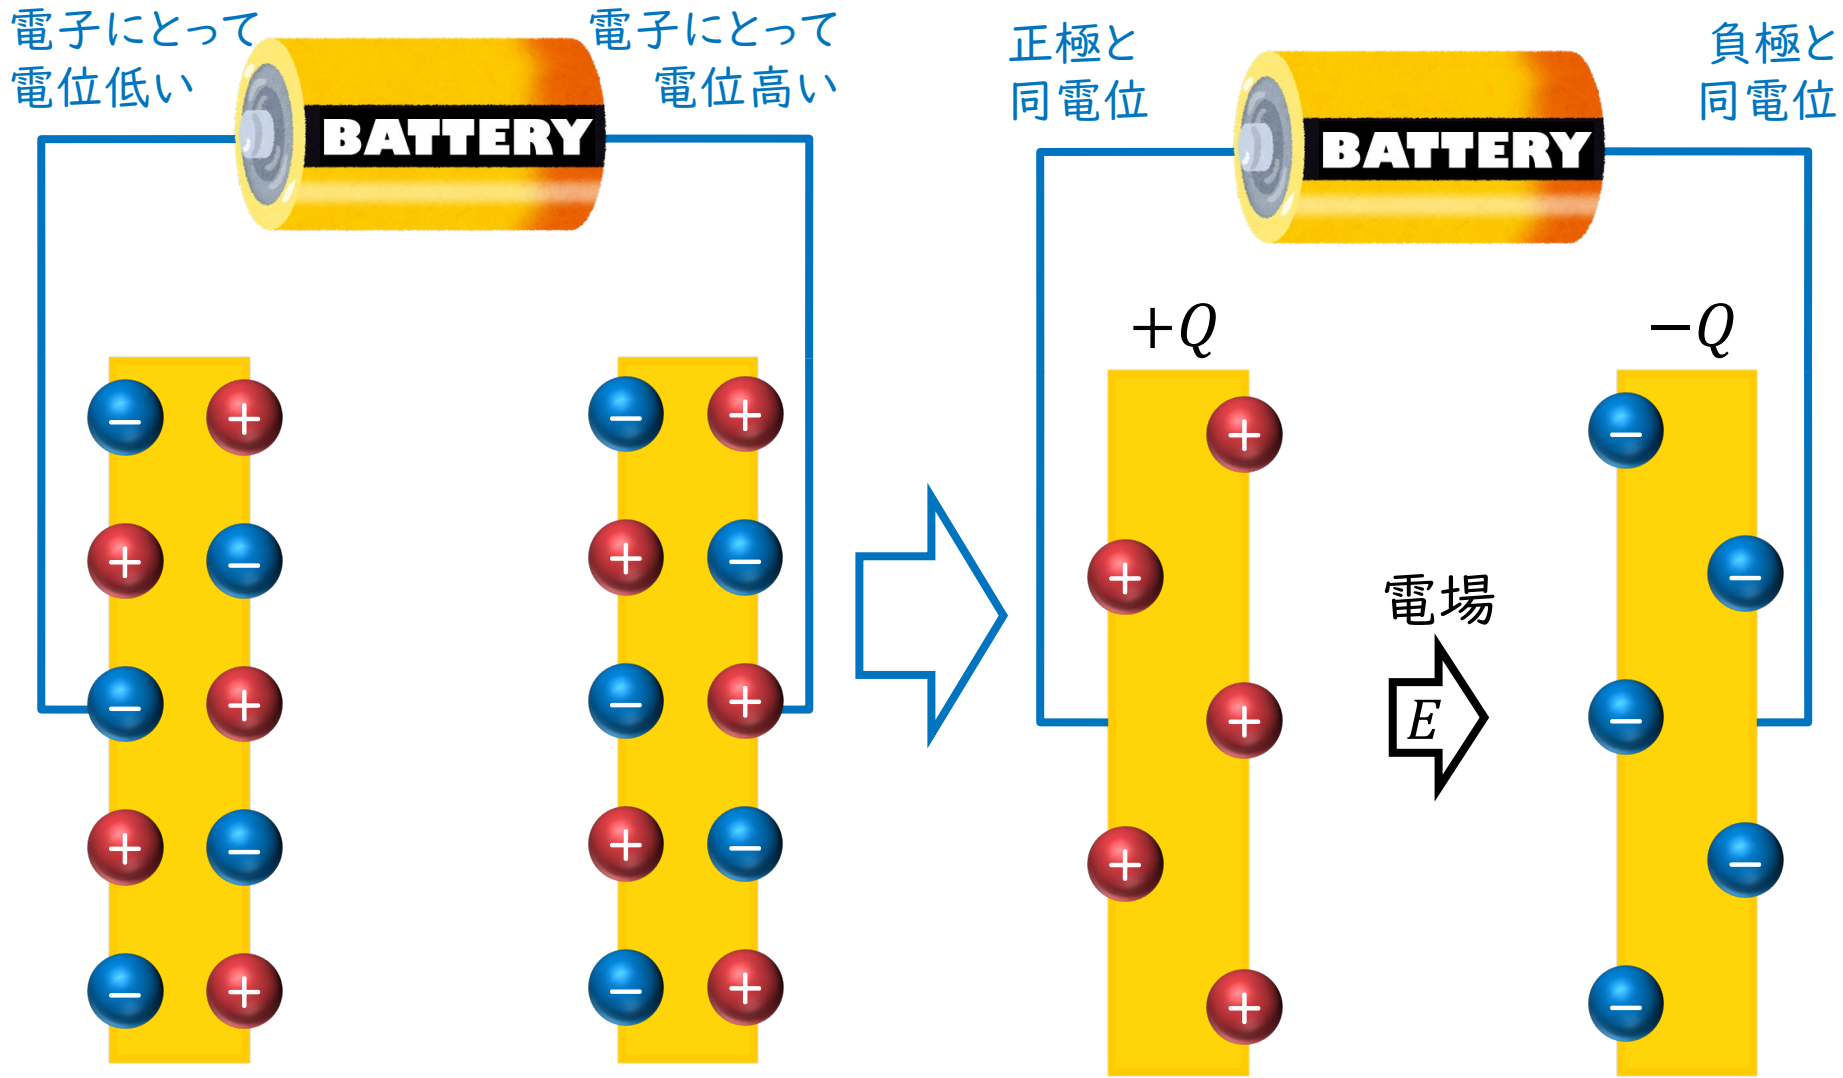 電子にとって
電位低い
電子にとって
電位高い
BATTERY
正極と
同電位
負極と
同電位
BATTERY
+Q
−Q
電場
E
− +
− +
+ −
+ −
− +
− +
+ −
+ −
− +
− +
+
−
+
−
+
−
+
−
+
−